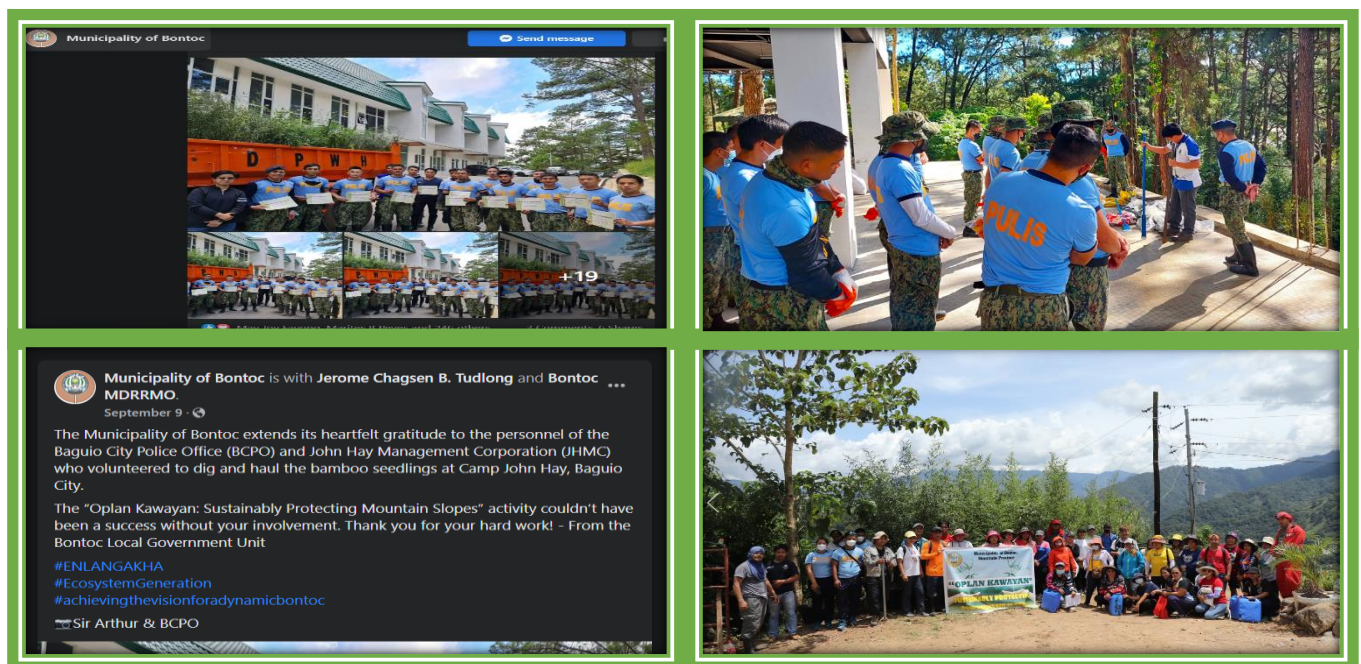 Municipality of Bontoc
Send message
DPWH
PULIS
+19
PULIS
Municipality of Bontoc is with Jerome Chagsen B. Tudlong and Bontoc
MDRRMO.
September 9
The Municipality of Bontoc extends its heartfelt gratitude to the personnel of the
Baguio City Police Office (BCPO) and John Hay Management Corporation (JHMC)
who volunteered to dig and haul the bamboo seedlings at Camp John Hay, Baguio
City.
The “Oplan Kawayan: Sustainably Protecting Mountain Slopes” activity couldn’t have
been a success without your involvement. Thank you for your hard work! - From the
Bontoc Local Government Unit
#ENLANGAKHA
#EcosystemGeneration
#achievingthevisionforadynamicbontoc
Sir Arthur & BCPO
"OPLAN KAWAYAN"